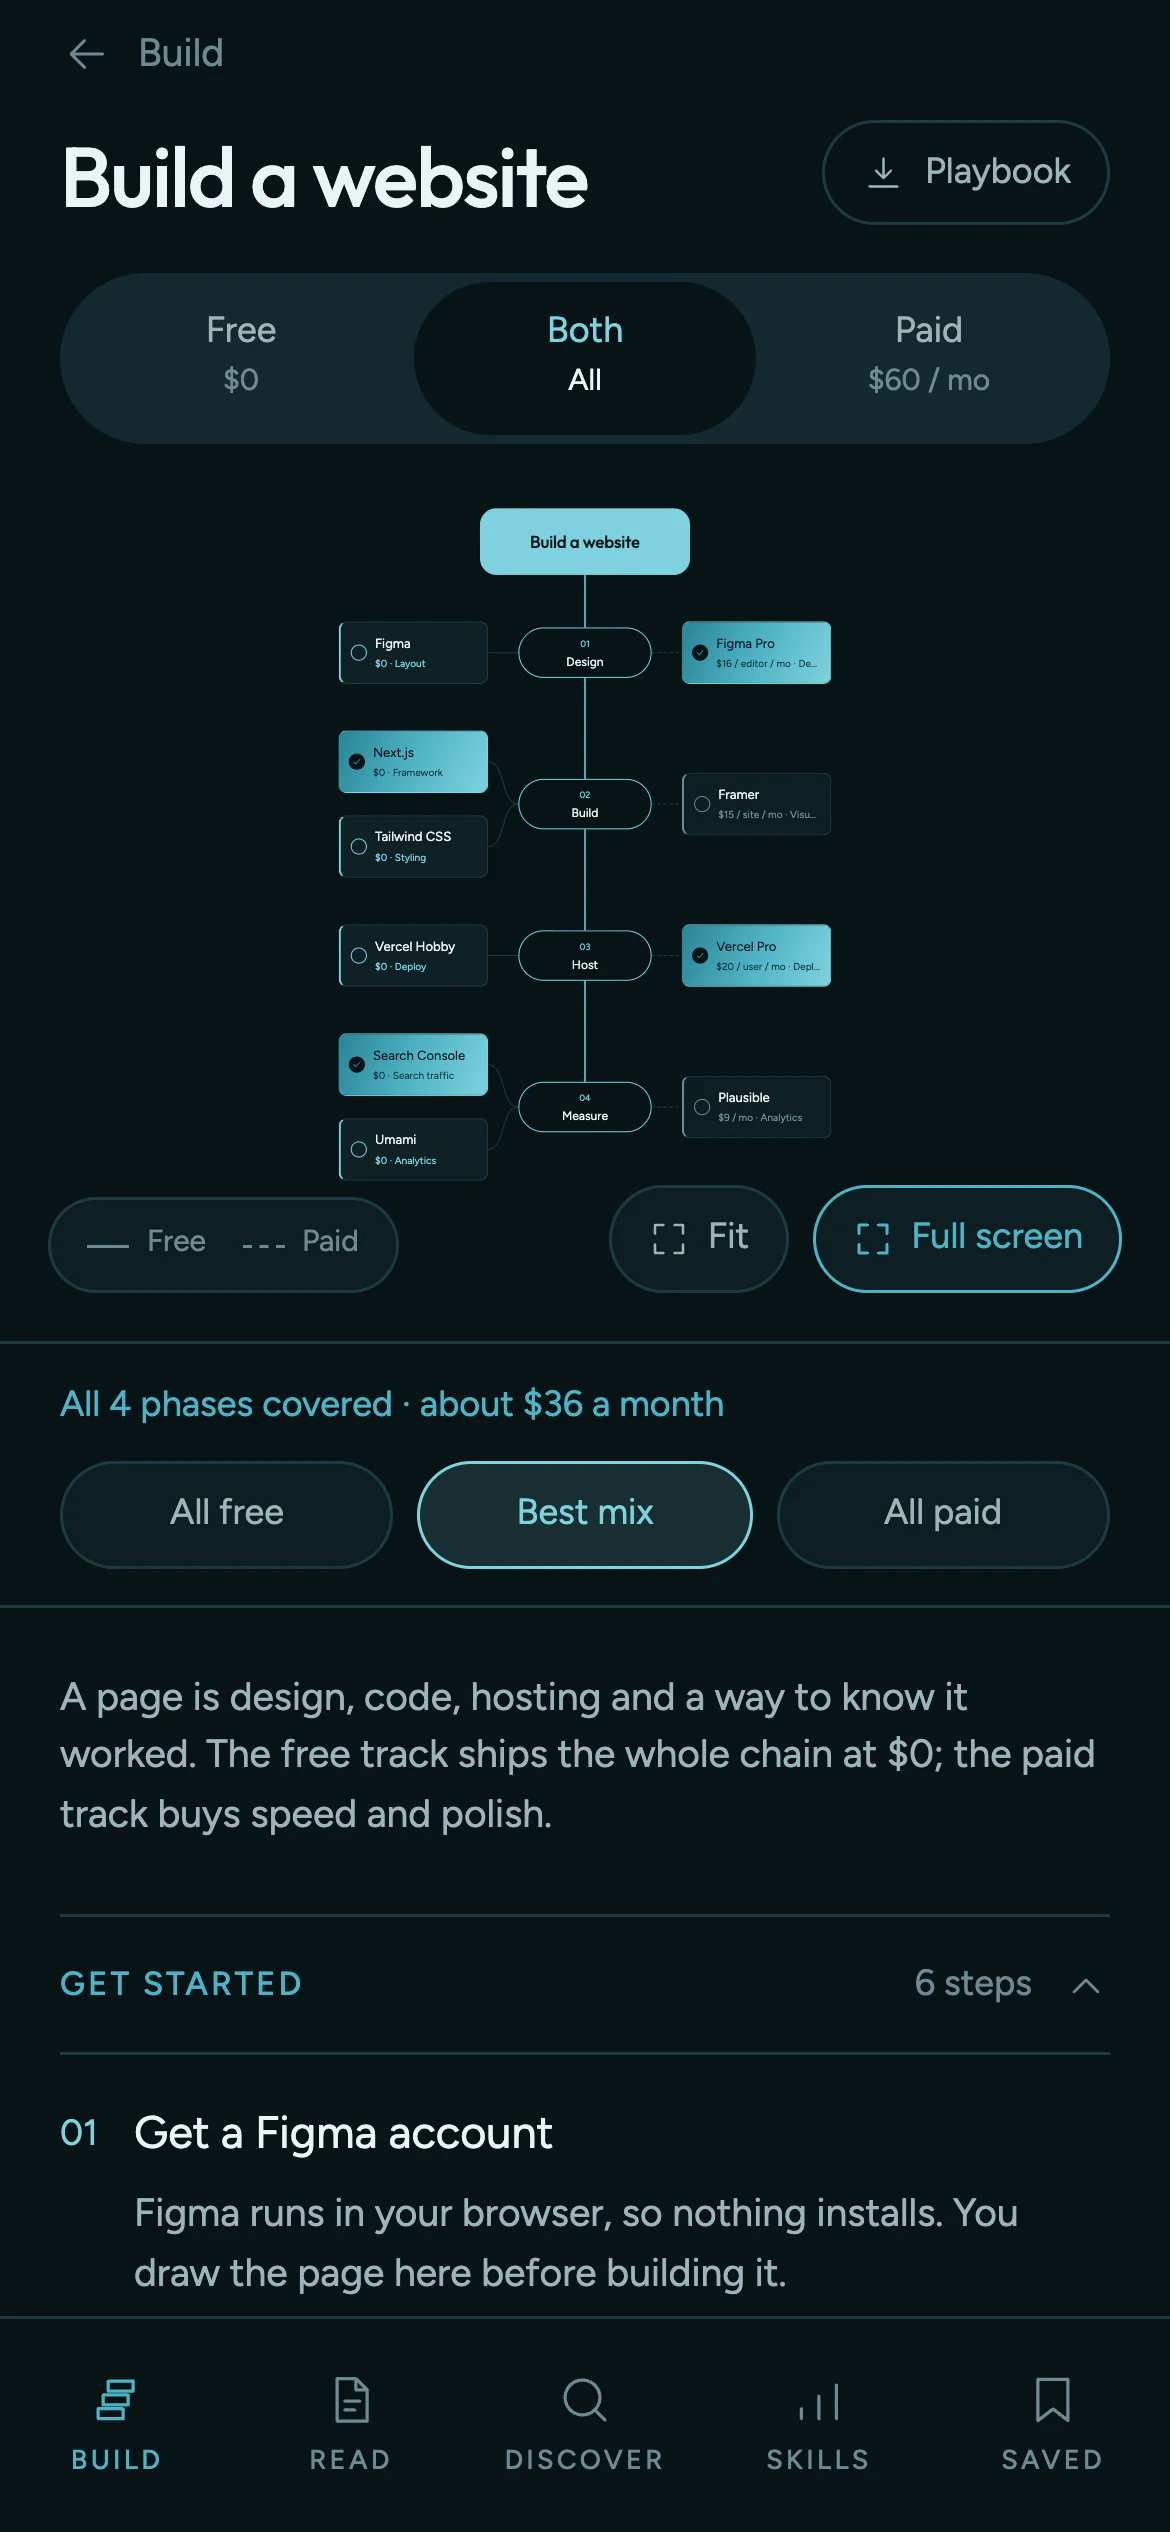 Build
Build a website
Playbook
Free
$0
Both
All
Paid
$60 / mo
Build a website
Figma
$0 · Layout
01
Design
Figma Pro
$16 / editor / mo · De...
Next.js
$0 · Framework
Tailwind CSS
$0 · Styling
02
Build
Framer
$15 / site / mo · Visu...
Vercel Hobby
$0 · Deploy
03
Host
Vercel Pro
$20 / user / mo · Depl...
Search Console
$0 · Search traffic
Umami
$0 · Analytics
04
Measure
Plausible
$9 / mo · Analytics
Free
Paid
Fit
Full screen
All 4 phases covered · about $36 a month
All free
Best mix
All paid
A page is design, code, hosting and a way to know it
worked. The free track ships the whole chain at $0; the paid
track buys speed and polish.
GET STARTED
6 steps
01 Get a Figma account
Figma runs in your browser, so nothing installs. You
draw the page here before building it.
BUILD
READ
DISCOVER
SKILLS
SAVED